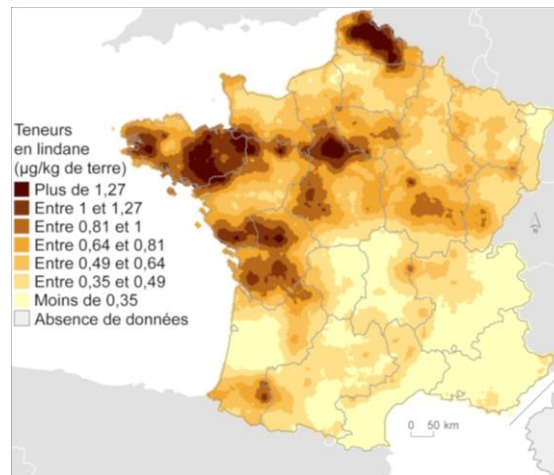 Teneurs
en lindane
(µg/kg de terre)
Plus de 1,27
Entre 1 et 1,27
Entre 0,81 et 1
Entre 0,64 et 0,81
Entre 0,49 et 0,64
Entre 0,35 et 0,49
Moins de 0,35
Absence de données
N
0 50 km